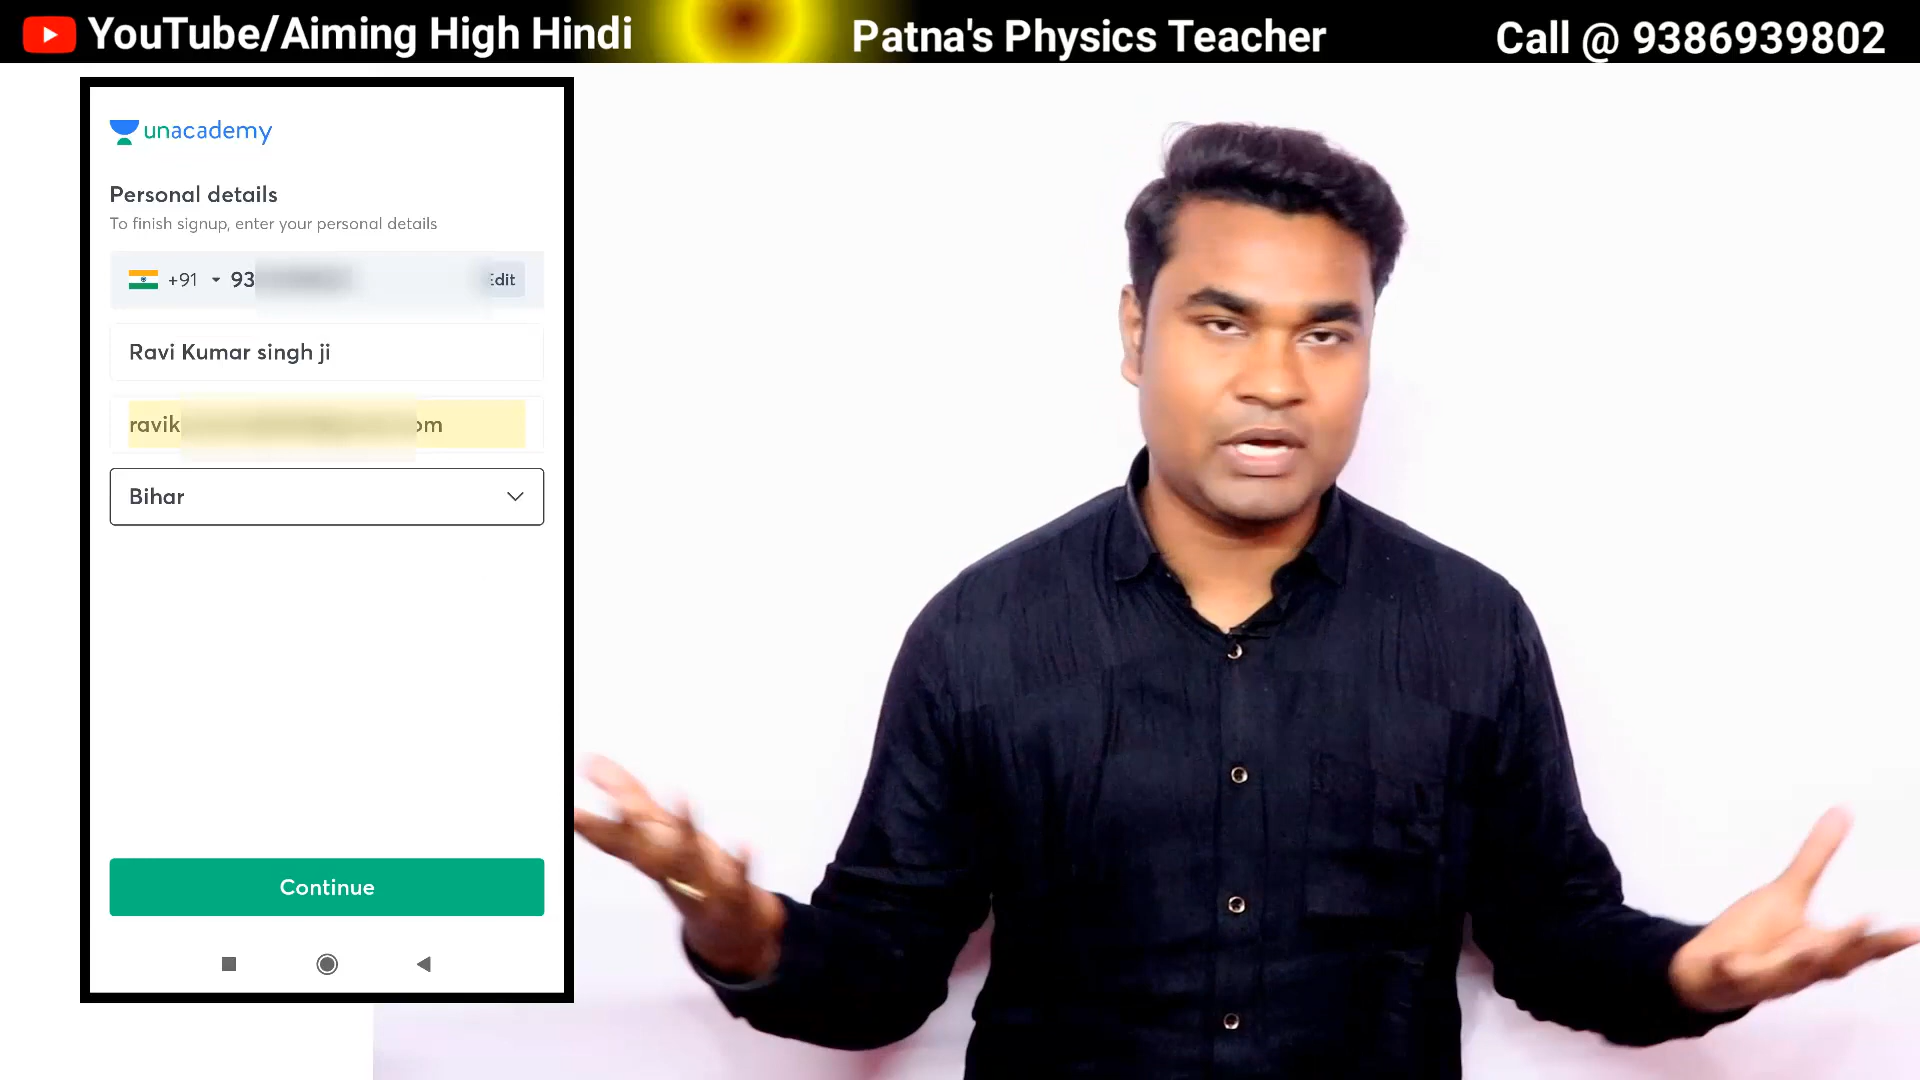 YouTube/Aiming High Hindi
Patna's Physics Teacher
Call @ 9386939802
unacademy
Personal details
To finish signup, enter your personal details
+91 93
Edit
Ravi Kumar singh ji
ravik
om
Bihar
Continue